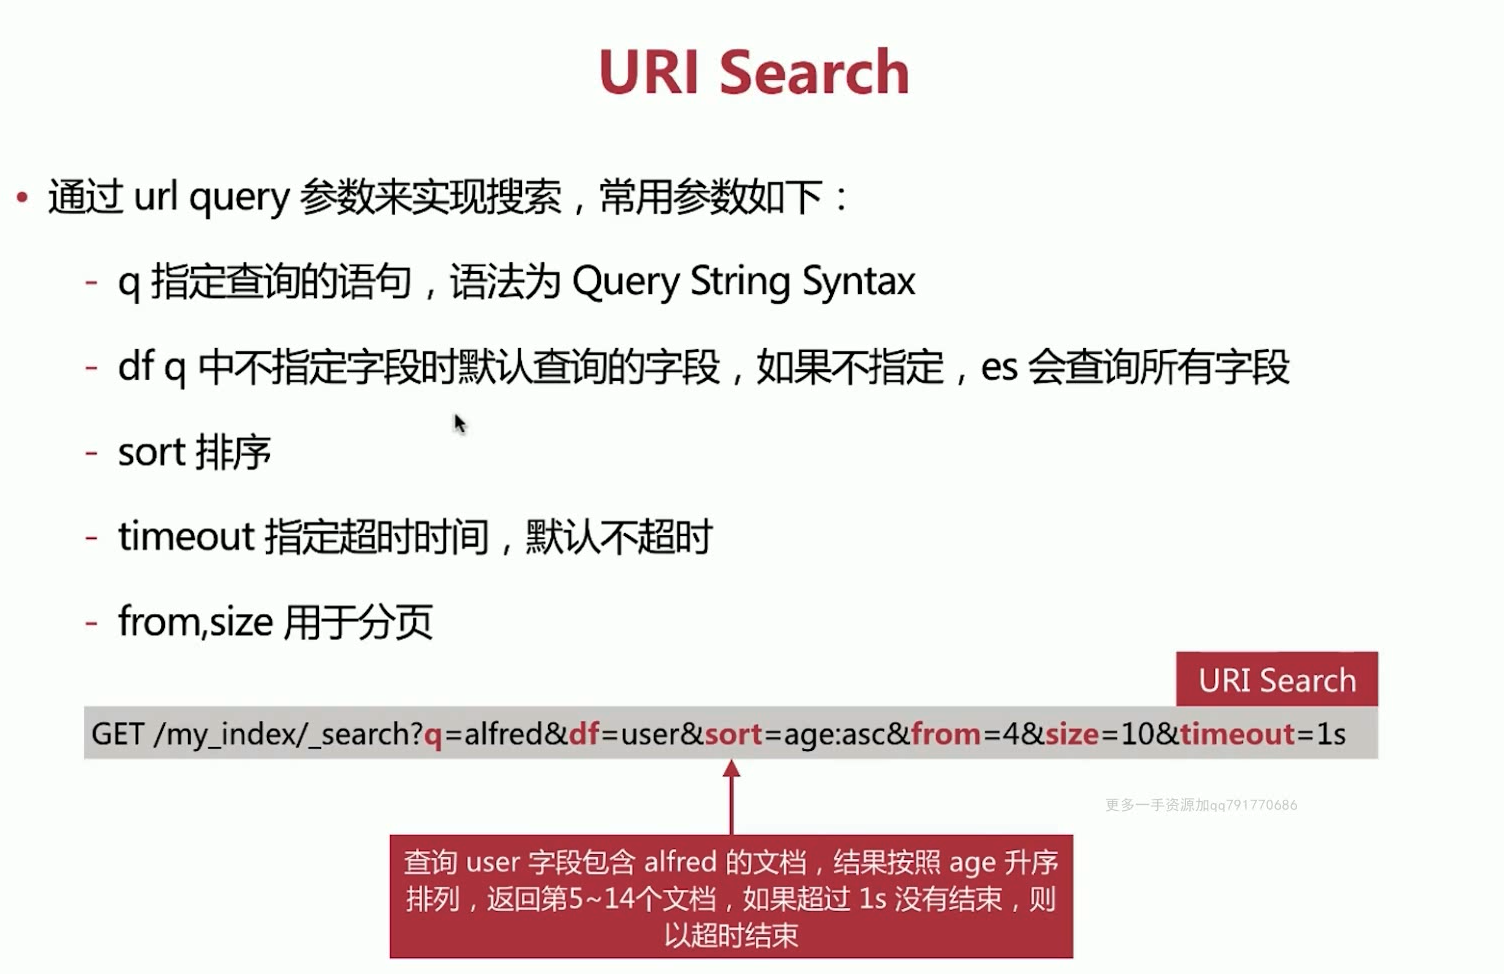 URI Search
• 通过 url query 参数来实现搜索，常用参数如下：
- q 指定查询的语句，语法为 Query String Syntax
- df q 中不指定字段时默认查询的字段，如果不指定，es 会查询所有字段
- sort 排序
- timeout 指定超时时间，默认不超时
- from,size 用于分页
URI Search
GET /my_index/_search?q=alfred&df=user&sort=age:asc&from=4&size=10&timeout=1s
更多一手资源加qq791770686
查询 user 字段包含 alfred 的文档，结果按照 age 升序
排列，返回第5~14个文档，如果超过 1s 没有结束，则
以超时结束